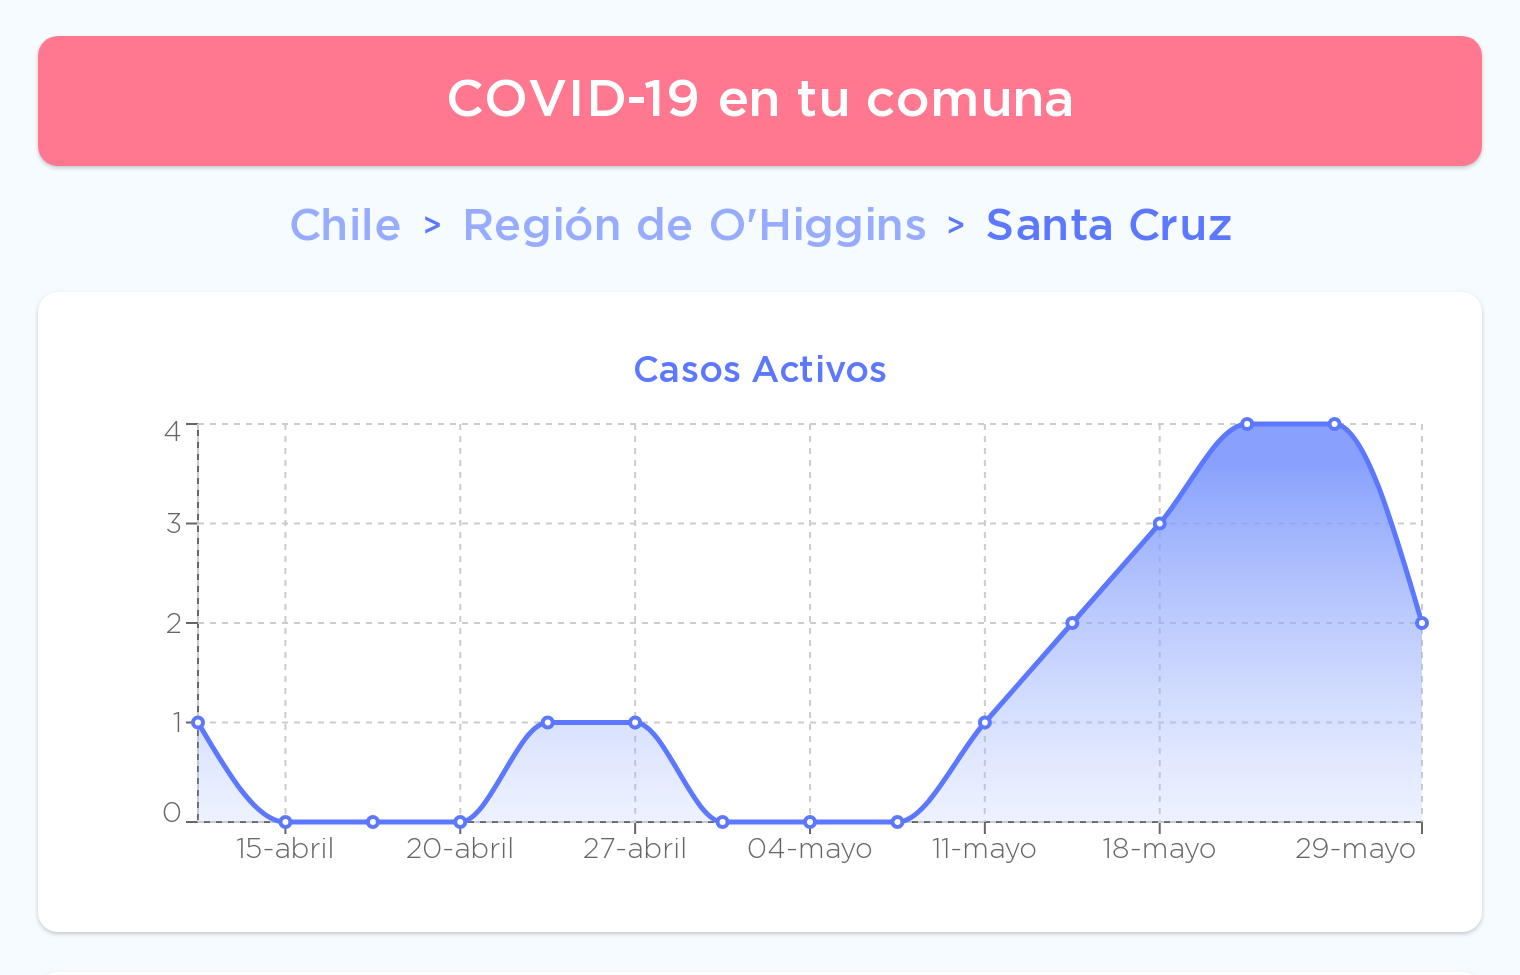 COVID-19 en tu comuna
Chile > Región de O'Higgins > Santa Cruz
Casos Activos
4
3
2
1
0
15-abril 20-abril 27-abril 04-mayo 11-mayo 18-mayo 29-mayo